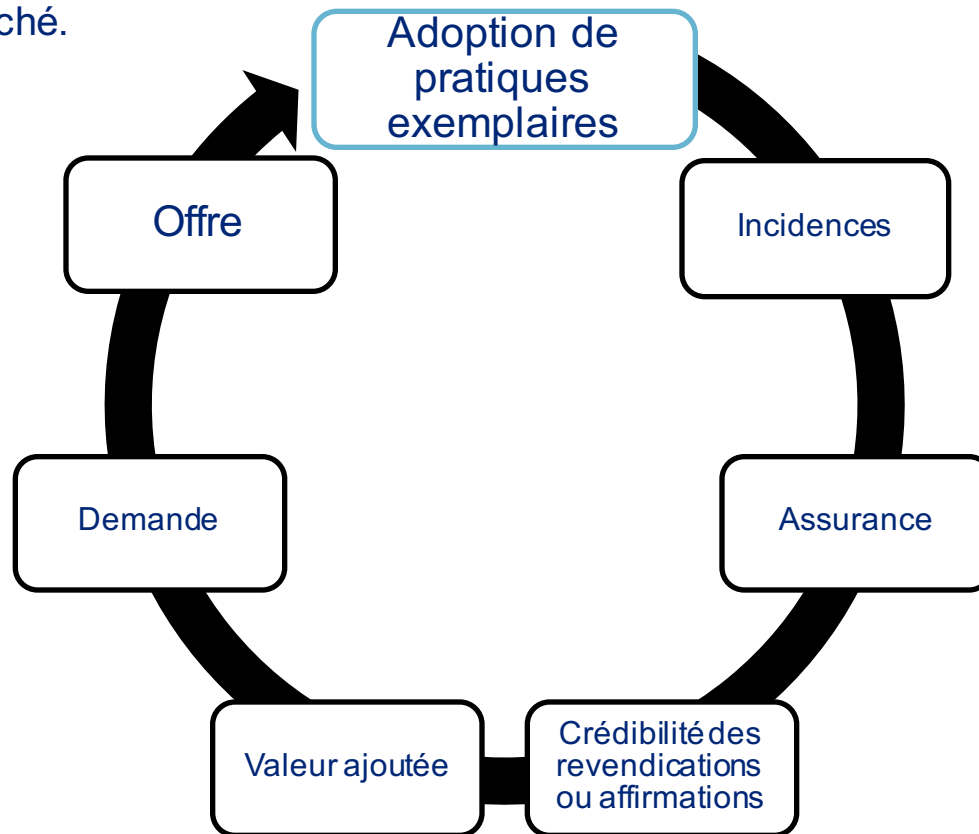 ché.
Adoption de
pratiques
exemplaires
Incidences
Assurance
Crédibilité des
revendications
ou affirmations
Valeur ajoutée
Demande
Offre